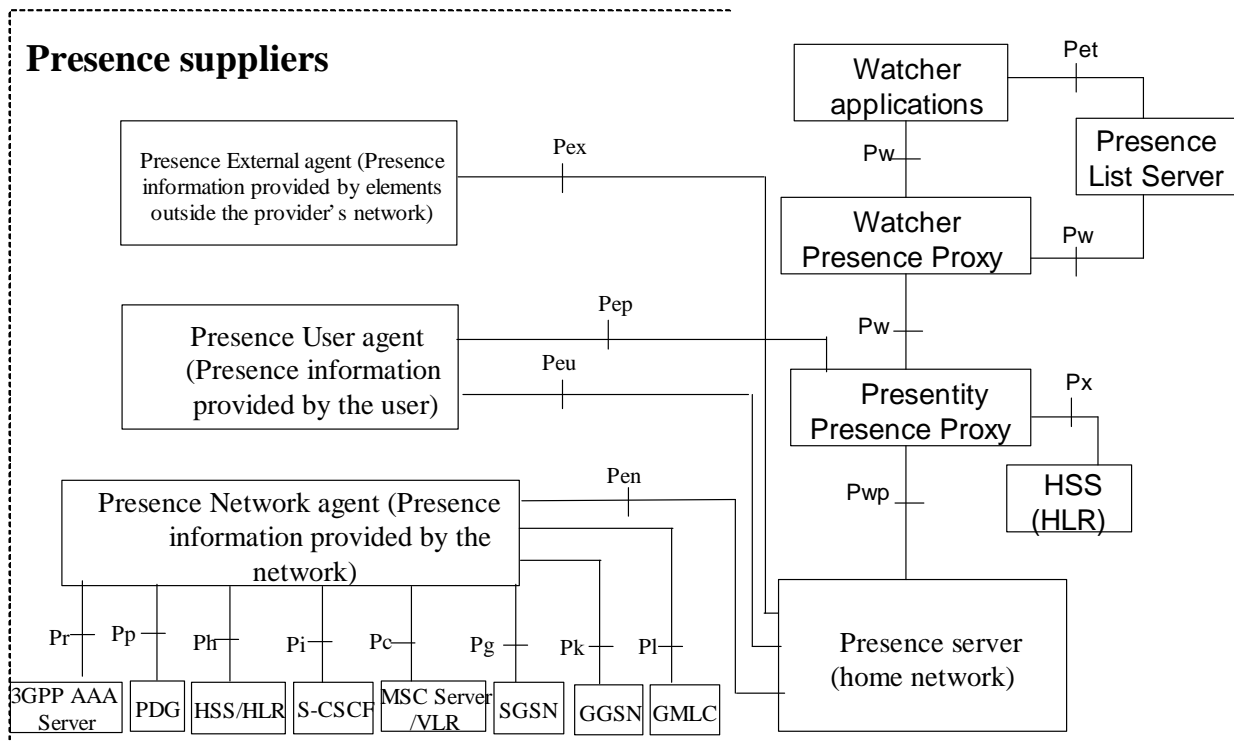 Presence suppliers
Watcher
applications
Pet
Presence
List Server
Pw
Presence External agent (Presence
information provided by elements
outside the provider's network)
Pex
Watcher
Presence Proxy
Pw
Presence User agent
(Presence information
provided by the user)
Pep
Peu
Pw
Presentity
Presence Proxy
Px
HSS
(HLR)
Presence Network agent (Presence
information provided by the
network)
Pen
Pwp
Pr
Pp
Ph
Pi
Pc
Pg
Pk
Pl
Presence server
(home network)
3GPP AAA
Server
PDG
HSS/HLR
S-CSCF
MSC Server
/VLR
SGSN
GGSN
GMLC